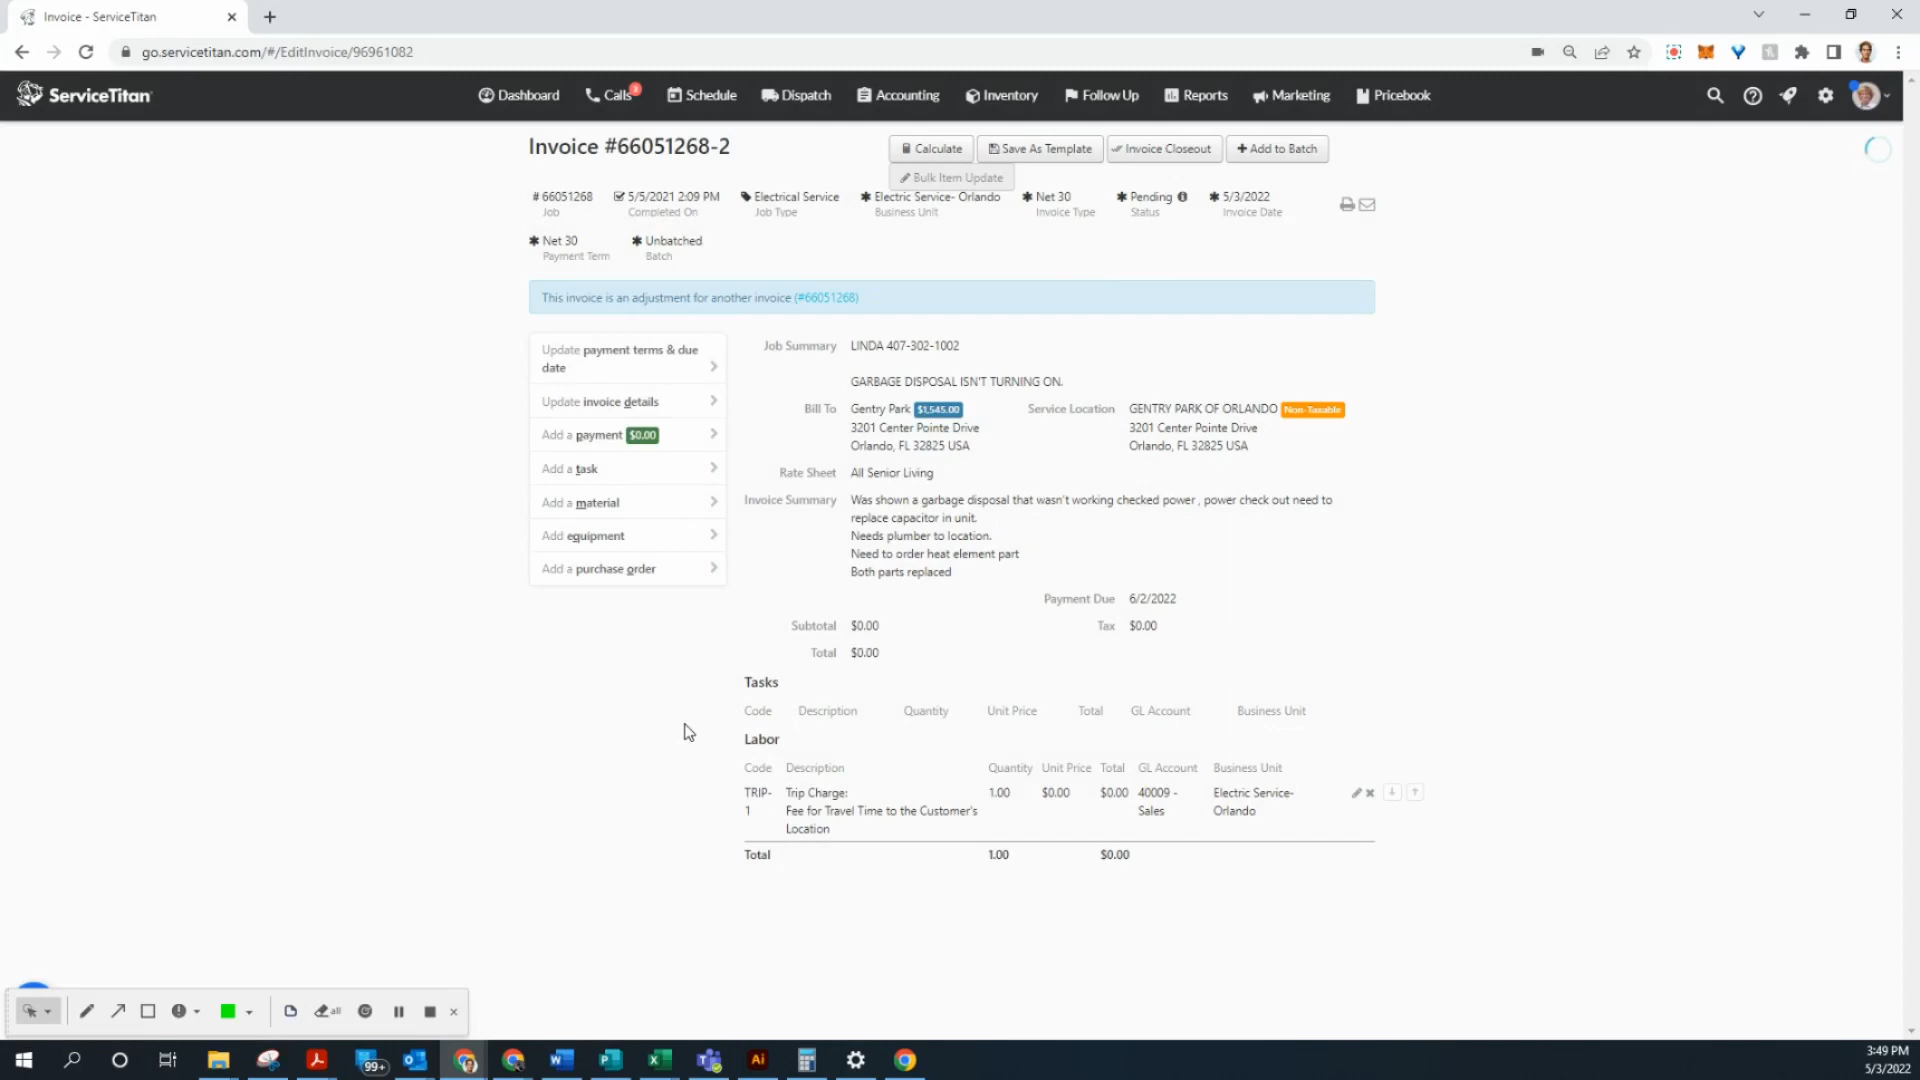 Invoice - ServiceTitan
go.servicetitan.com/#/EditInvoice/96961082
ServiceTitan
Dashboard
Calls
3
Schedule
Dispatch
Accounting
Inventory
Follow Up
Reports
Marketing
Pricebook
Invoice #66051268-2
Calculate
Save As Template
Invoice Closeout
+ Add to Batch
Bulk Item Update
# 66051268
Job
5/5/2021 2:09 PM
Completed On
Electrical Service
Job Type
✱ Electric Service- Orlando
Business Unit
✱ Net 30
Invoice Type
✱ Pending
Status
✱ 5/3/2022
Invoice Date
✱ Net 30
Payment Term
✱ Unbatched
Batch
This invoice is an adjustment for another invoice (#66051268)
Update payment terms & due
date
Update invoice details
Add a payment $0.00
Add a task
Add a material
Add equipment
Add a purchase order
Job Summary LINDA 407-302-1002
GARBAGE DISPOSAL ISN'T TURNING ON.
Bill To Gentry Park $1,545.00
3201 Center Pointe Drive
Orlando, FL 32825 USA
Service Location GENTRY PARK OF ORLANDO Non-Taxable
3201 Center Pointe Drive
Orlando, FL 32825 USA
Rate Sheet All Senior Living
Invoice Summary Was shown a garbage disposal that wasn't working checked power , power check out need to
replace capacitor in unit.
Needs plumber to location.
Need to order heat element part
Both parts replaced
Payment Due 6/2/2022
Subtotal $0.00 Tax $0.00
Total $0.00
Tasks
Code Description Quantity Unit Price Total GL Account Business Unit
Labor
Code Description Quantity Unit Price Total GL Account Business Unit
TRIP- Trip Charge: 1.00 $0.00 $0.00 40009 - Electric Service-
1 Fee for Travel Time to the Customer's Sales Orlando
Location
Total 1.00 $0.00
all
99+
3:49 PM
5/3/2022